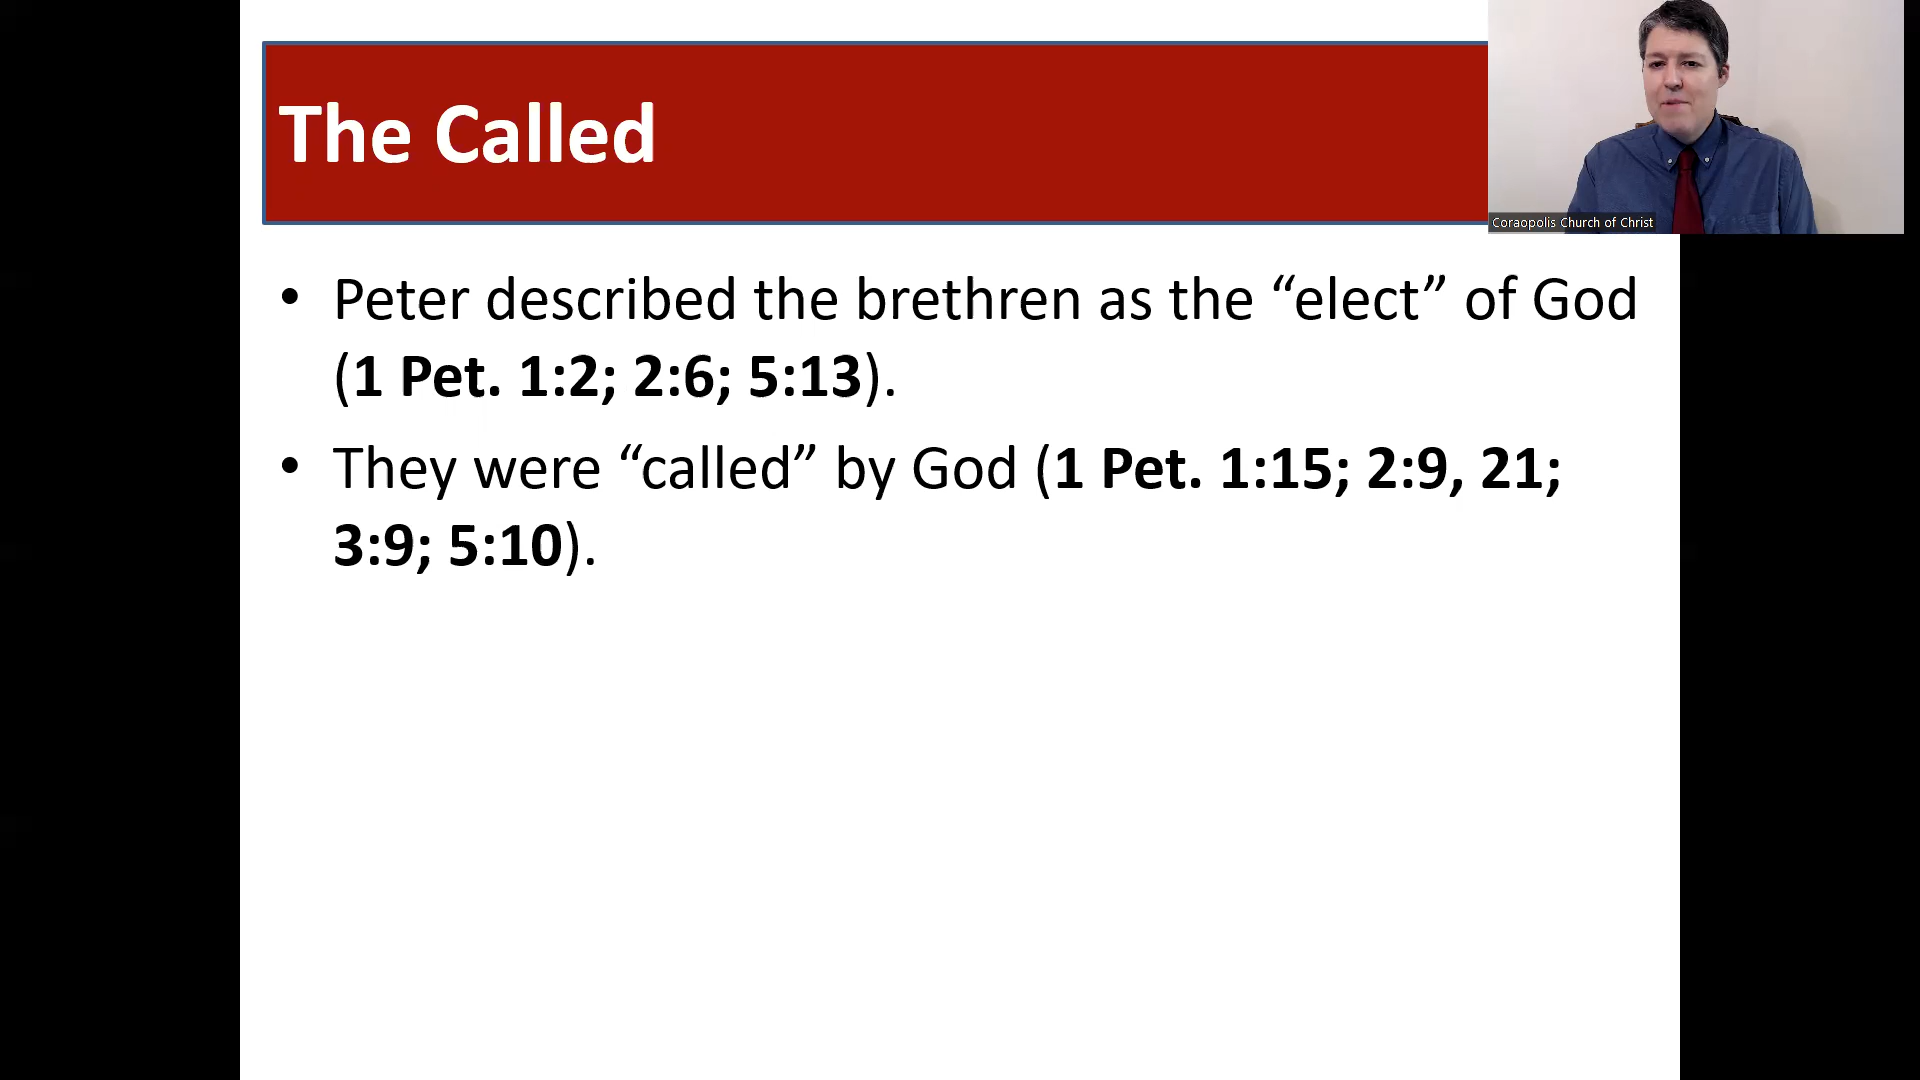 The Called
Coraopolis Church of Christ
• Peter described the brethren as the “elect” of God
(1 Pet. 1:2; 2:6; 5:13).
• They were “called” by God (1 Pet. 1:15; 2:9, 21;
3:9; 5:10).